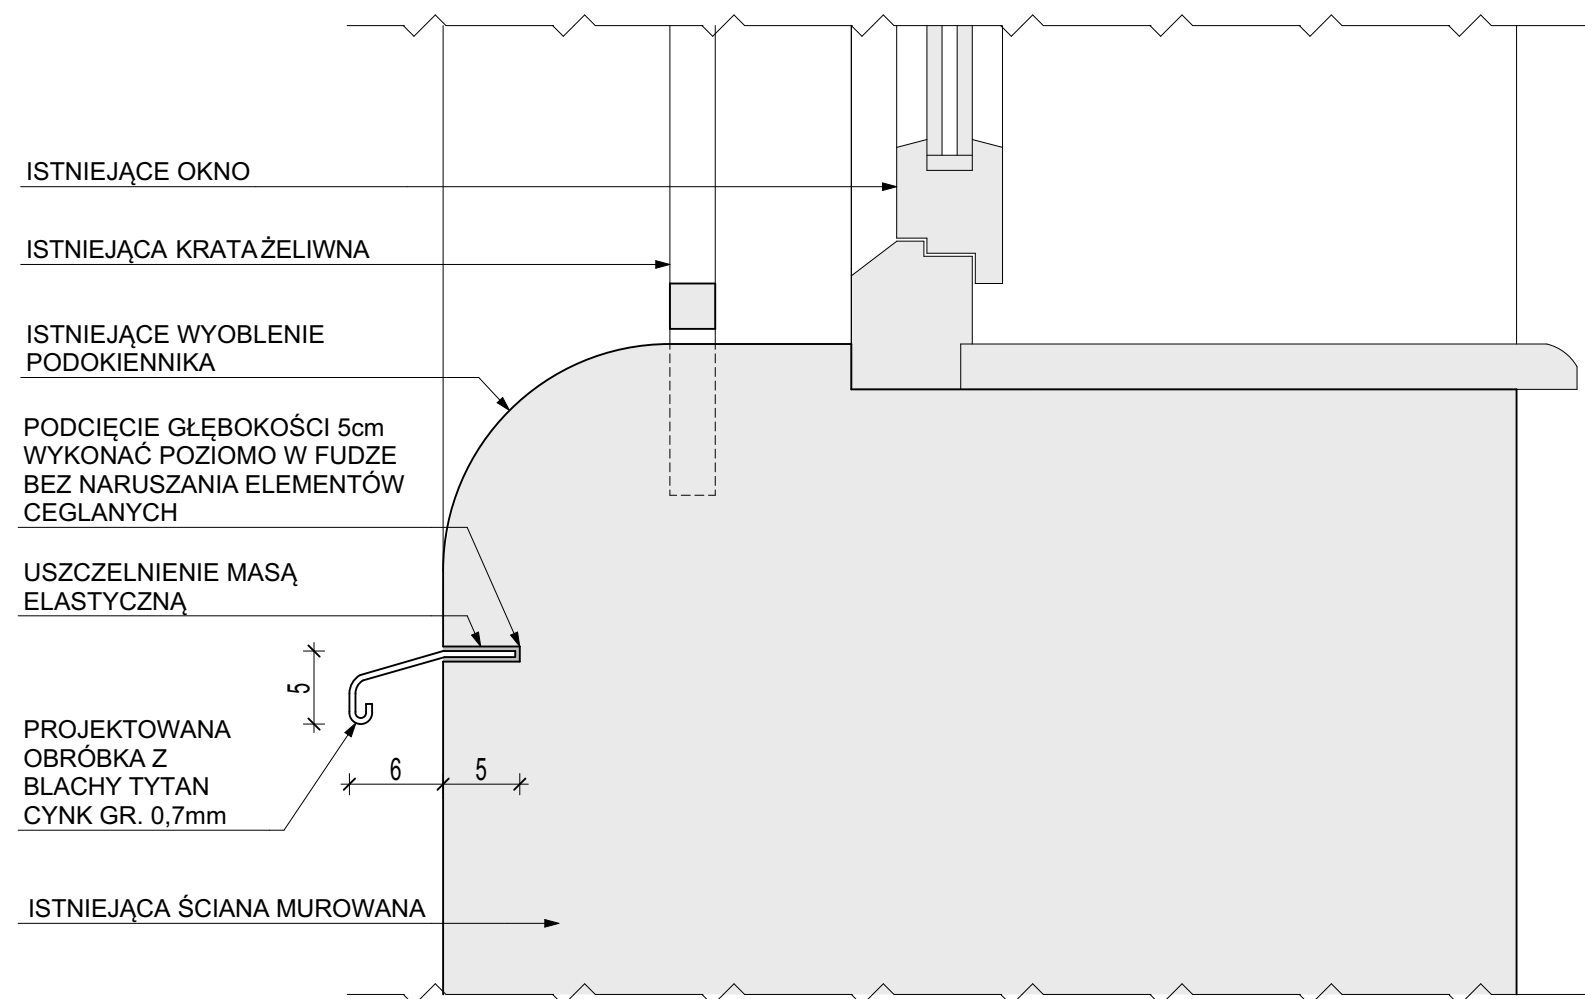 ISTNIEJĄCE OKNO
ISTNIEJĄCA KRATA ŻELIWNA
ISTNIEJĄCE WYOBLENIE
PODOKIENNIKA
PODCIĘCIE GŁĘBOKOŚCI 5cm
WYKONAĆ POZIOMO W FUDZE
BEZ NARUSZANIA ELEMENTÓW
CEGLANYCH
USZCZELNIENIE MASĄ
ELASTYCZNĄ
5
PROJEKTOWANA
OBRÓBKA Z
BLACHY TYTAN
CYNK GR. 0,7mm
6 5
ISTNIEJĄCA ŚCIANA MUROWANA